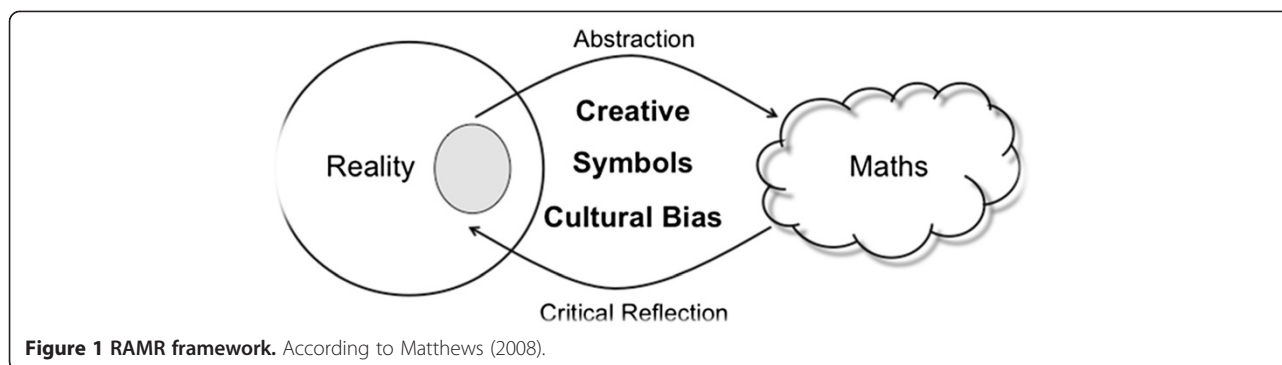 Abstraction
Creative
Symbols
Cultural Bias
Reality
Maths
Critical Reflection
Figure 1 RAMR framework. According to Matthews (2008).